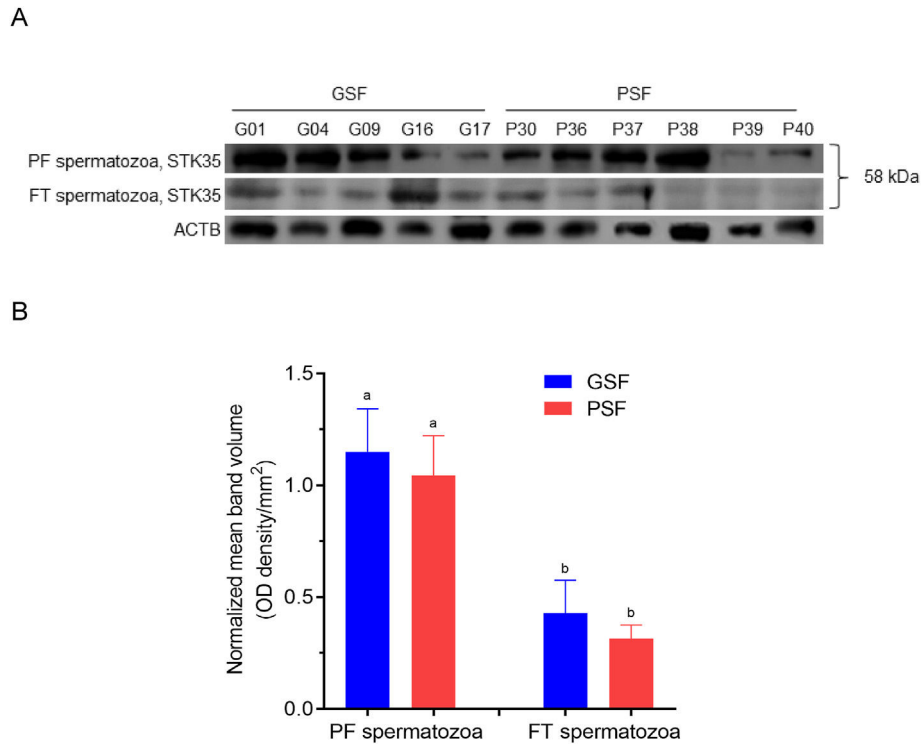 A
GSF PSF
G01 G04 G09 G16 G17 P30 P36 P37 P38 P39 P40
PF spermatozoa, STK35
FT spermatozoa, STK35
58 kDa
ACTB
B
Normalized mean band volume
(OD density/mm²)
1.5
1.0
0.5
0.0
a
a
b
b
GSF
PSF
PF spermatozoa
FT spermatozoa